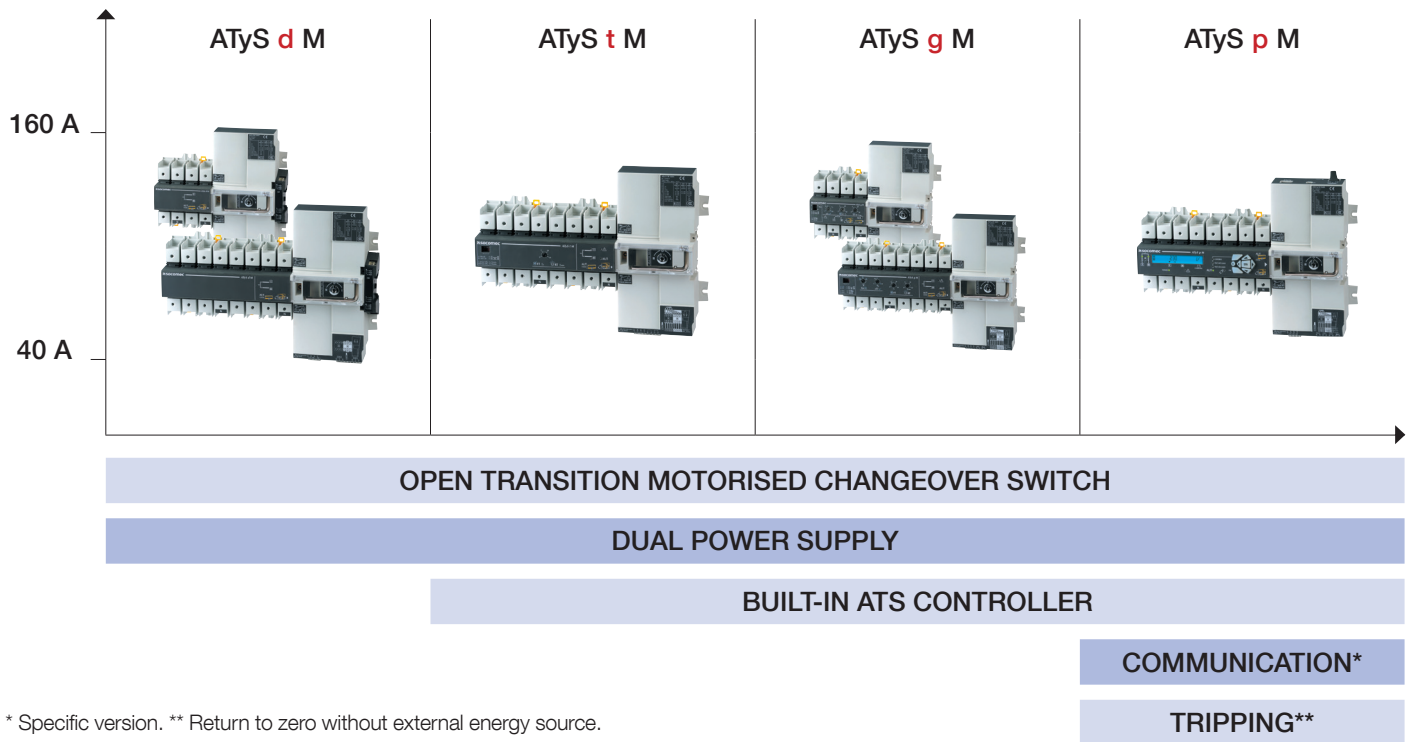 ATyS d M
ATyS t M
ATyS g M
ATyS p M
160 A
40 A
OPEN TRANSITION MOTORISED CHANGEOVER SWITCH
DUAL POWER SUPPLY
BUILT-IN ATS CONTROLLER
COMMUNICATION*
TRIPPING**
* Specific version. ** Return to zero without external energy source.